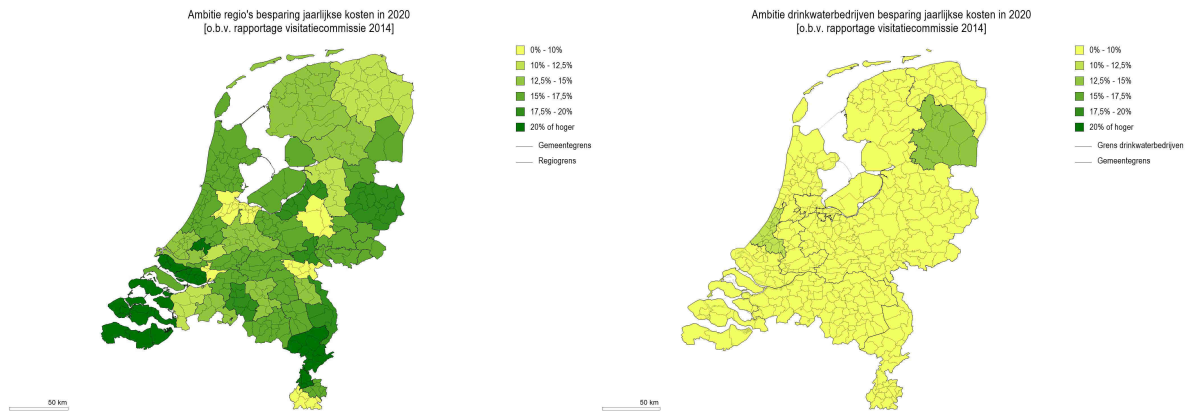 Ambitie regio's besparing jaarlijkse kosten in 2020
[o.b.v. rapportage visitatiecommissie 2014]
0% - 10%
10% - 12,5%
12,5% - 15%
15% - 17,5%
17,5% - 20%
20% of hoger
Gemeentegrens
Regiogrens
50 km
Ambitie drinkwaterbedrijven besparing jaarlijkse kosten in 2020
[o.b.v. rapportage visitatiecommissie 2014]
0% - 10%
10% - 12,5%
12,5% - 15%
15% - 17,5%
17,5% - 20%
20% of hoger
Grens drinkwaterbedrijven
Gemeentegrens
50 km